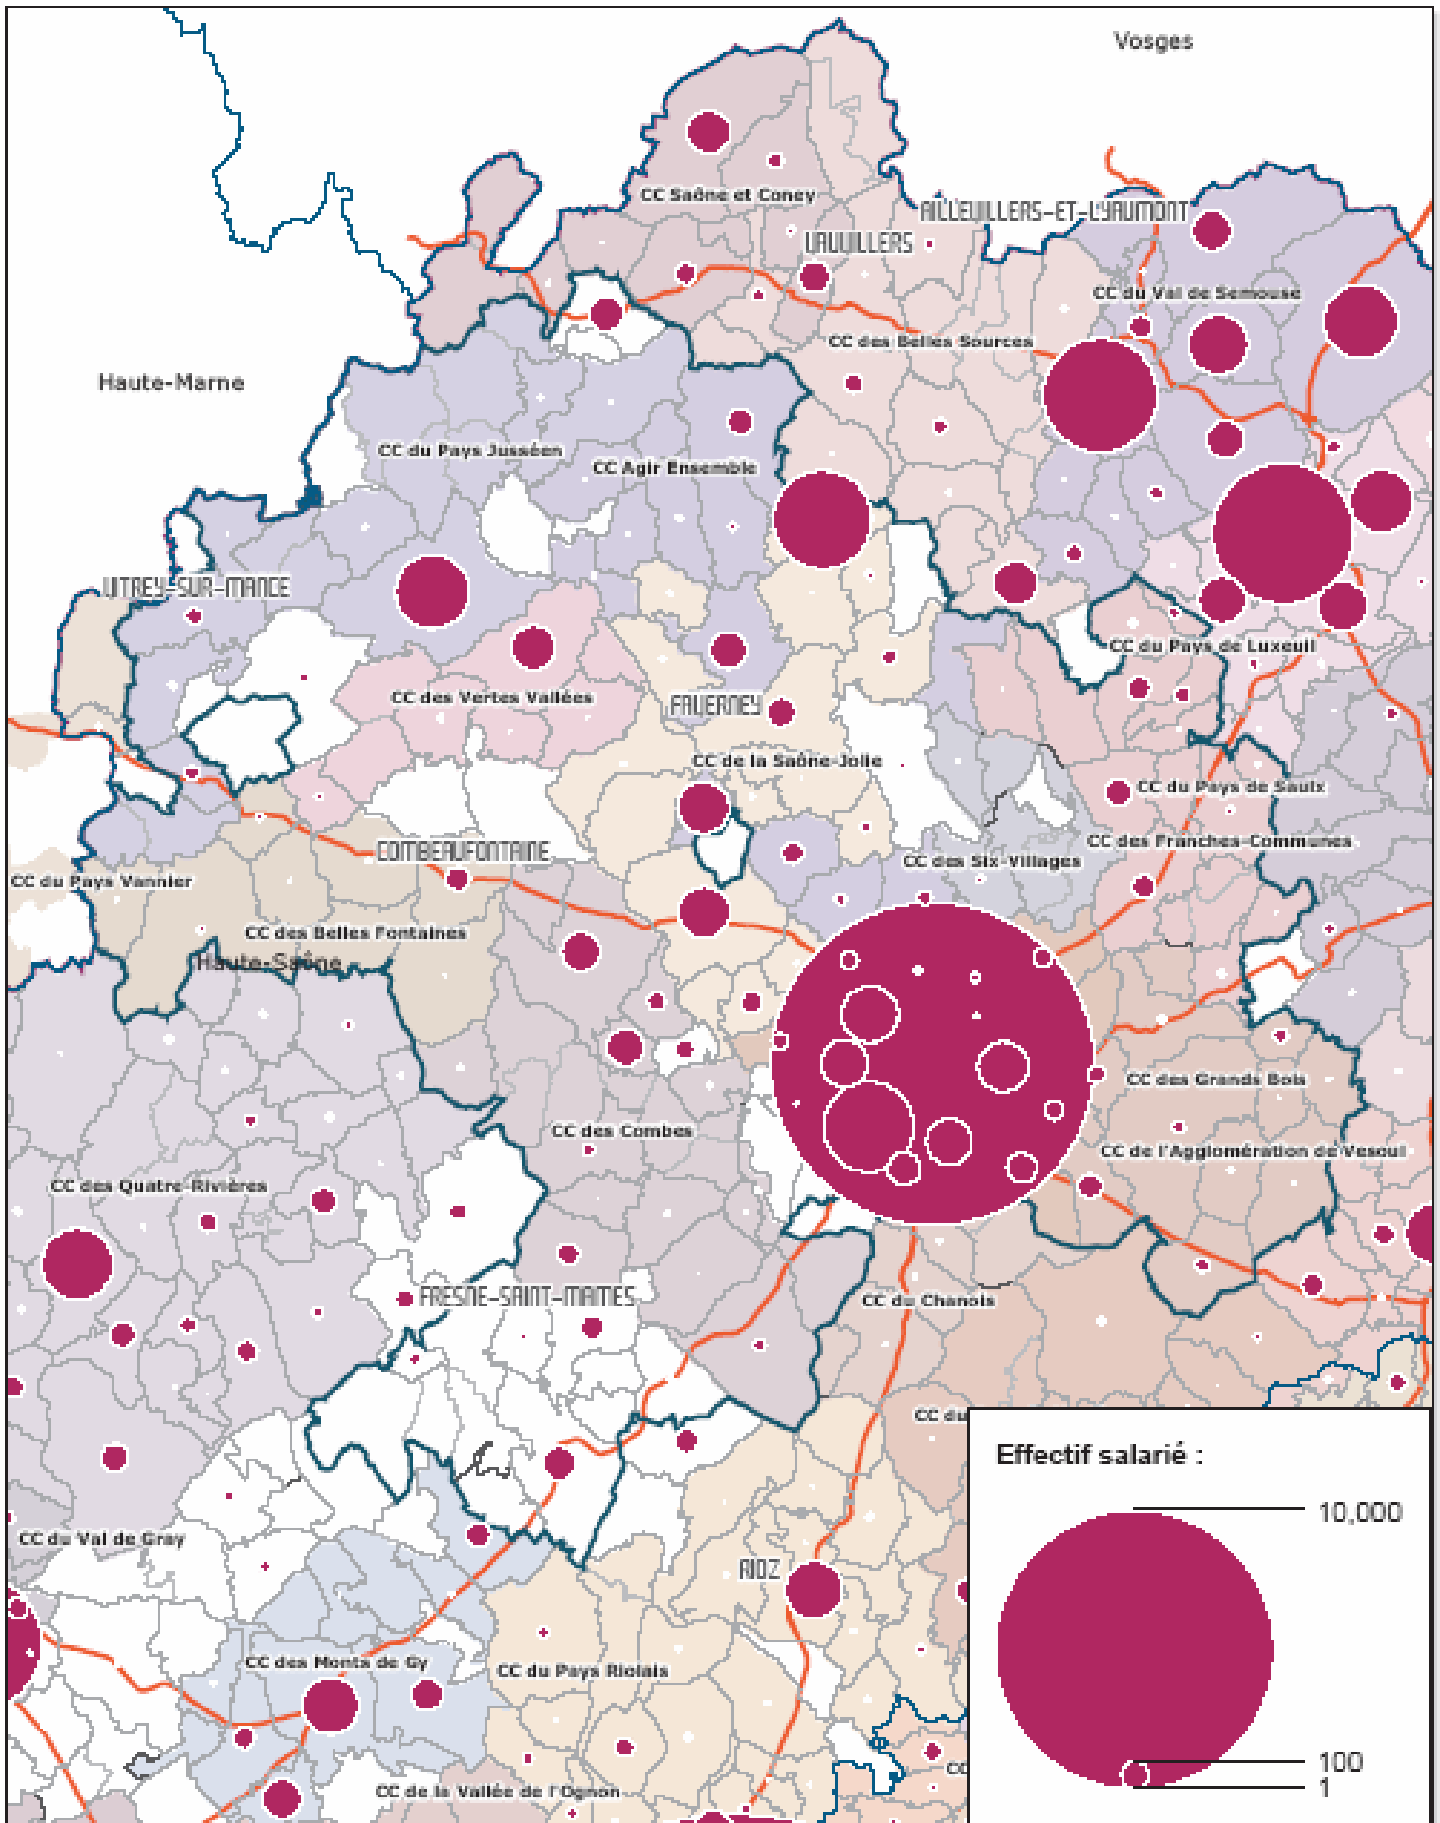 Vosges
CC Saône et Coney
AILLEVILLERS-ET-LYAUMONT
VAUVILLERS
CC du Val de Semouse
CC des Belles Sources
Haute-Marne
CC du Pays Jusséen
CC Agir Ensemble
VITREY-SUR-MANCE
CC du Pays de Luxeuil
CC des Vertes Vallées
FAVERNEY
CC de la Saône-Jolie
CC du Pays de Saulx
CC des Franches-Communes
COMBEAUFONTAINE
CC des Six-Villages
CC du Pays Vannier
CC des Belles Fontaines
Haute-Saône
CC des Grands Bois
CC des Combes
CC de l'Agglomération de Vesoul
CC des Quatre-Rivières
FRESNE-SAINT-MAMES
CC du Chanois
CC du
Effectif salarié :
10,000
CC du Val de Gray
RIOZ
CC des Monts de Gy
CC du Pays Riolais
100
CC
1
CC de la Vallée de l'Ognon